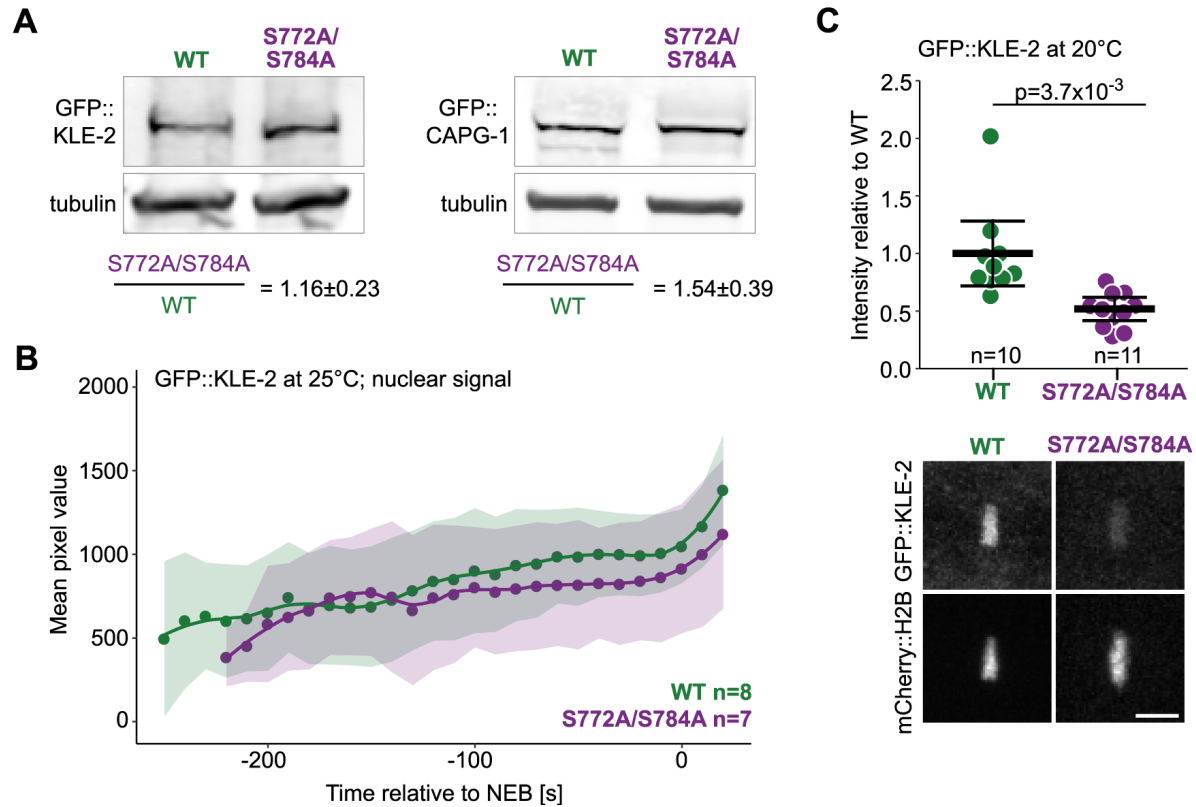 A
WT
S772A/
S784A
GFP::
KLE-2
tubulin
S772A/S784A
WT
= 1.16±0.23
WT
S772A/
S784A
GFP::
CAPG-1
tubulin
S772A/S784A
WT
= 1.54±0.39
B
GFP::KLE-2 at 25°C; nuclear signal
Mean pixel value
2000
1500
1000
500
0
WT n=8
S772A/S784A n=7
-200
-100
0
Time relative to NEB [s]
C
GFP::KLE-2 at 20°C
p=3.7x10⁻³
Intensity relative to WT
2.0
1.5
1.0
0.5
0.0
n=10
n=11
WT
S772A/S784A
WT
S772A/S784A
GFP::KLE-2
mCherry::H2B